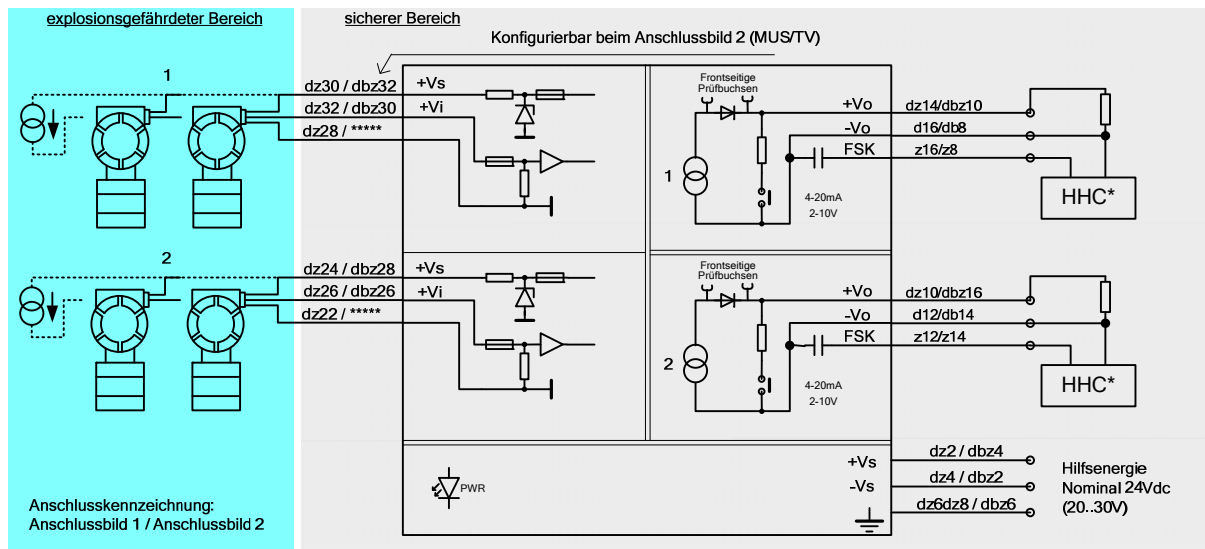 explosionsgefährdeter Bereich
sicherer Bereich
Konfigurierbar beim Anschlussbild 2 (MUS/TV)
1
dz30 / dbz32
+Vs
dz32 / dbz30
+Vi
dz28 / *****
Frontseitige
Prüfbuchsen
+Vo
dz14/dbz10
-Vo
d16/db8
FSK
z16/z8
1
4-20mA
2-10V
HHC*
2
dz24 / dbz28
+Vs
dz26 / dbz26
+Vi
dz22 / *****
Frontseitige
Prüfbuchsen
+Vo
dz10/dbz16
-Vo
d12/db14
FSK
z12/z14
2
4-20mA
2-10V
HHC*
PWR
+Vs
dz2 / dbz4
-Vs
dz4 / dbz2
dz6dz8 / dbz6
Hilfsenergie
Nominal 24Vdc
(20..30V)
Anschlusskennzeichnung:
Anschlussbild 1 / Anschlussbild 2